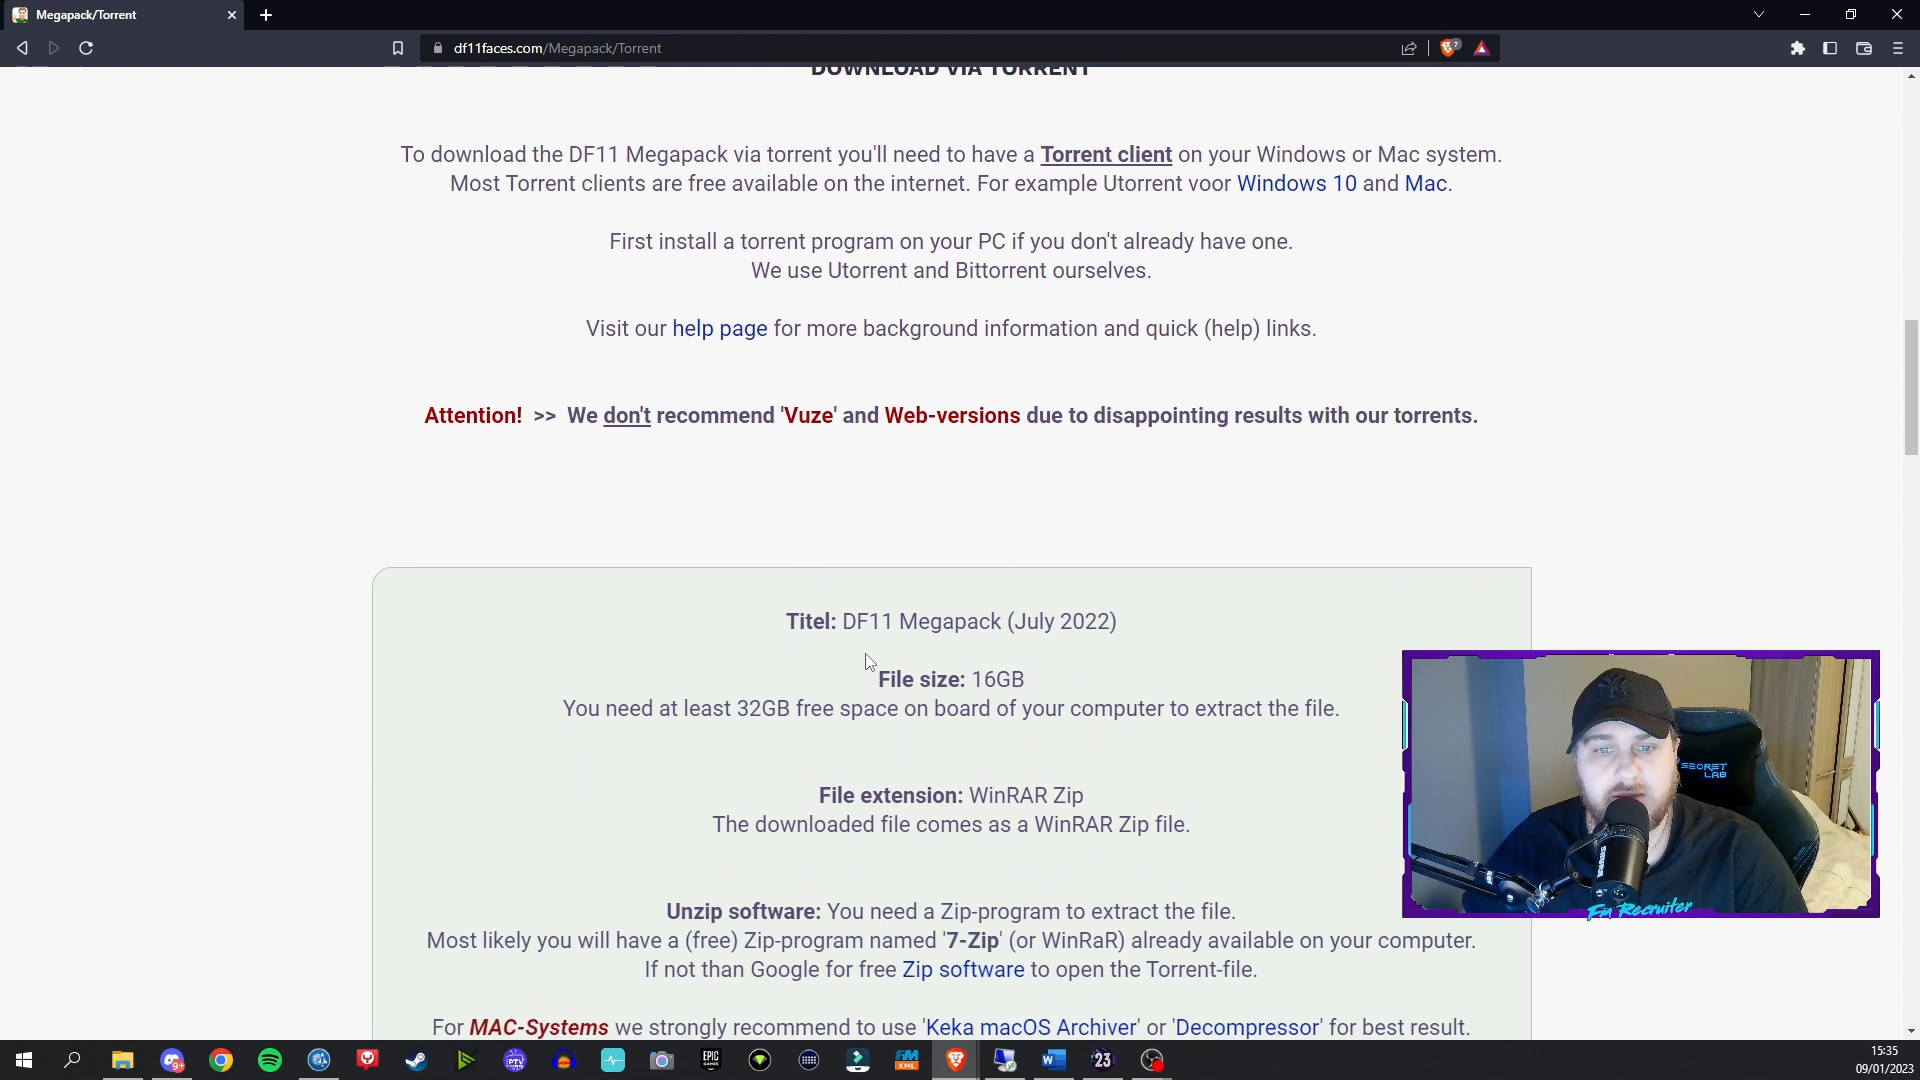 Megapack/Torrent
df11faces.com/Megapack/Torrent
7
DOWNLOAD VIA TORRENT
To download the DF11 Megapack via torrent you'll need to have a Torrent client on your Windows or Mac system.
Most Torrent clients are free available on the internet. For example Utorrent voor Windows 10 and Mac.
First install a torrent program on your PC if you don't already have one.
We use Utorrent and Bittorrent ourselves.
Visit our help page for more background information and quick (help) links.
Attention! >> We don't recommend 'Vuze' and Web-versions due to disappointing results with our torrents.
Titel: DF11 Megapack (July 2022)
File size: 16GB
You need at least 32GB free space on board of your computer to extract the file.
File extension: WinRAR Zip
The downloaded file comes as a WinRAR Zip file.
Unzip software: You need a Zip-program to extract the file.
Most likely you will have a (free) Zip-program named '7-Zip' (or WinRaR) already available on your computer.
If not than Google for free Zip software to open the Torrent-file.
For MAC-Systems we strongly recommend to use 'Keka macOS Archiver' or 'Decompressor' for best result.
SECRET
LAB
SHURE
Fm Recruiter
9+
PTV
EPIC
GAMES
FM
XML
W
23
15:35
09/01/2023